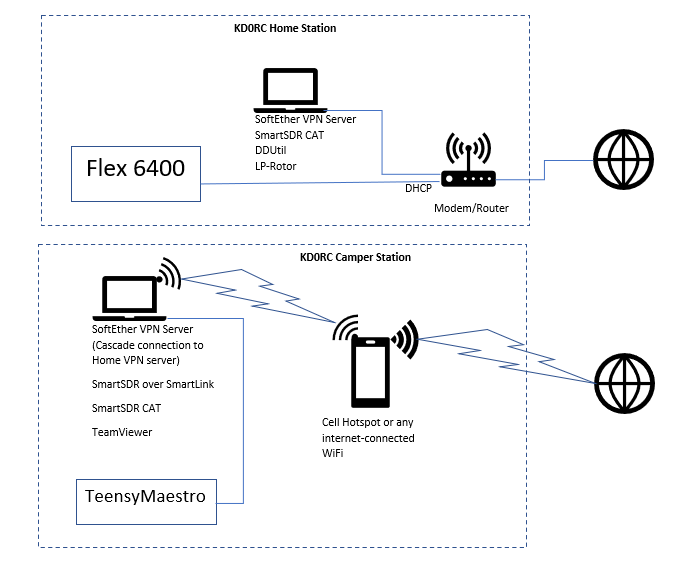 KD0RC Home Station
SoftEther VPN Server
SmartSDR CAT
DDUtil
LP-Rotor
Flex 6400
DHCP
Modem/Router
KD0RC Camper Station
SoftEther VPN Server
(Cascade connection to
Home VPN server)
SmartSDR over SmartLink
SmartSDR CAT
TeamViewer
Cell Hotspot or any
internet-connected
WiFi
TeensyMaestro